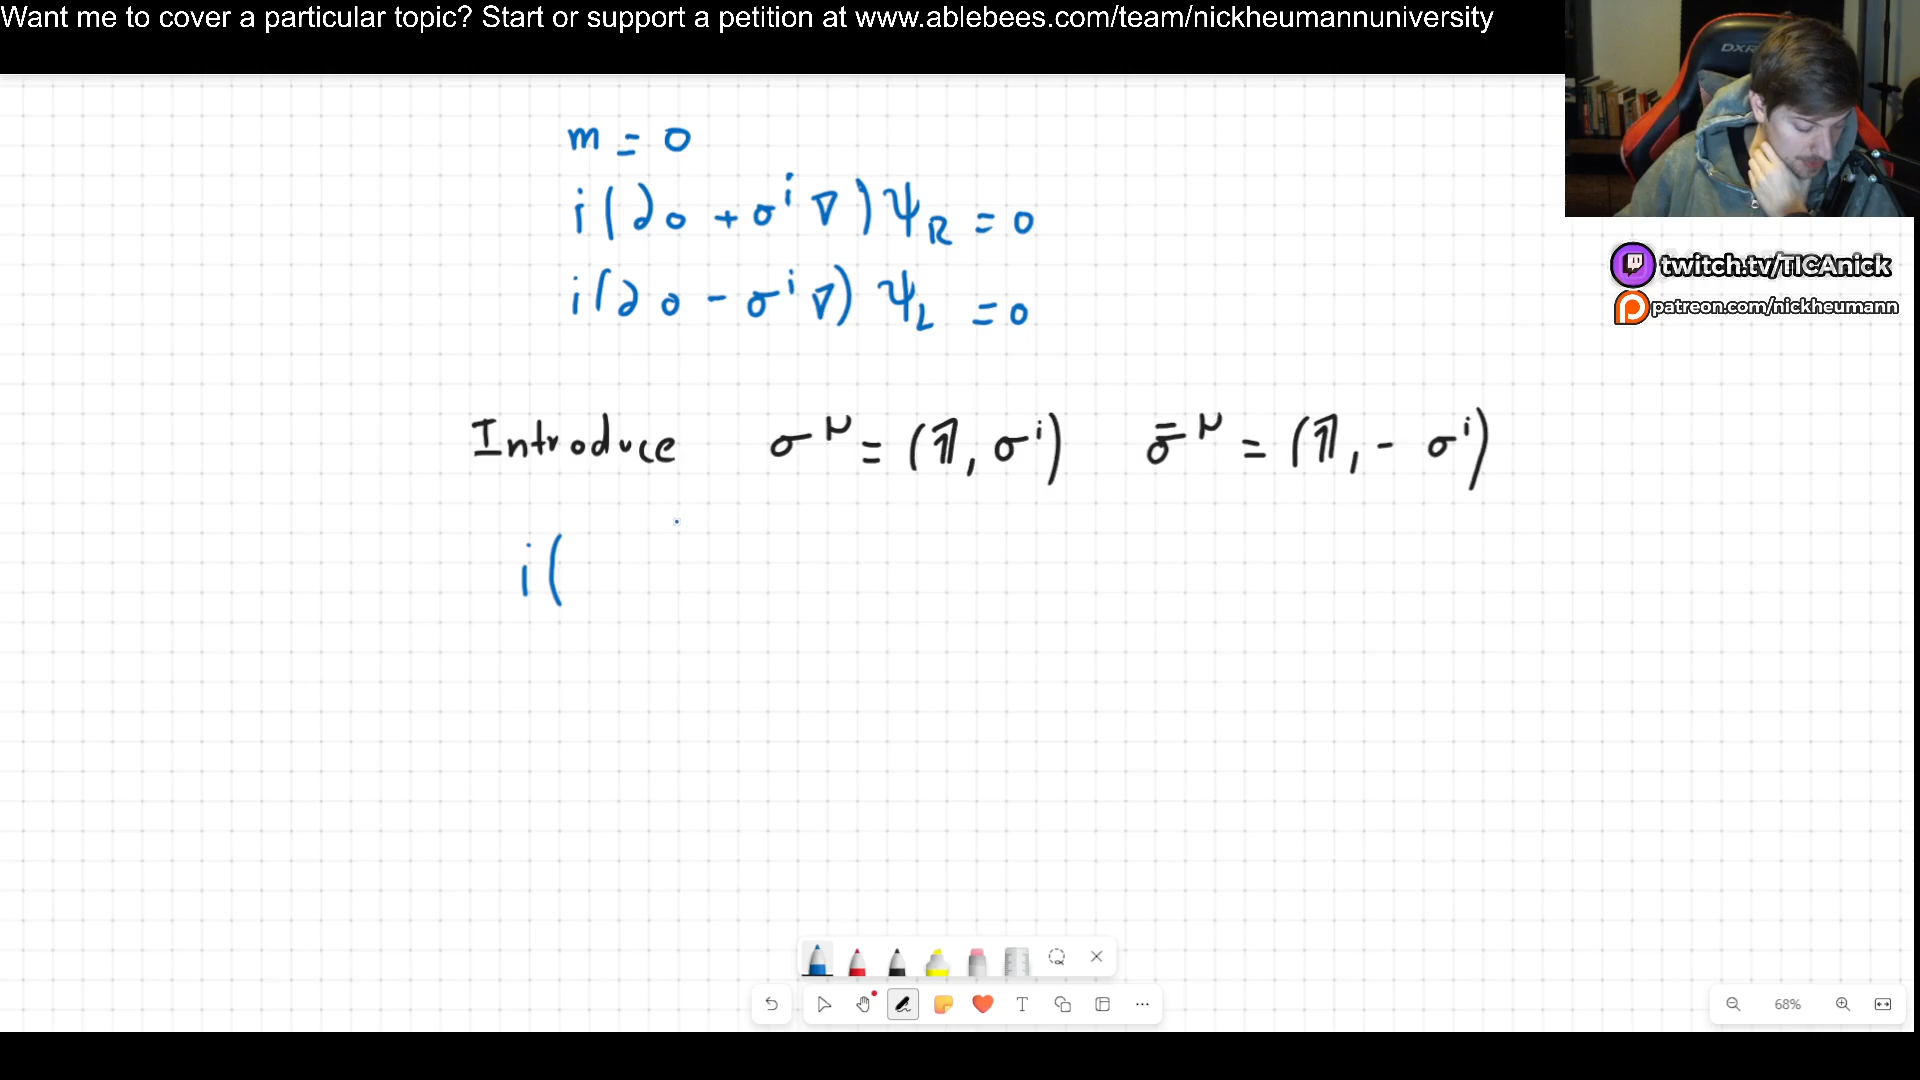 Want me to cover a particular topic? Start or support a petition at www.ablebees.com/team/nickheumannuniversity
DXR
m = 0
i(∂₀ + σⁱ ∇) ψ_R = 0
i(∂₀ - σⁱ ∇) ψ_L = 0
twitch.tv/TICAnick
patreon.com/nickheumann
Introduce σ^μ = (𝟙, σⁱ) σ̄^μ = (𝟙, - σⁱ)
i(
T
68%